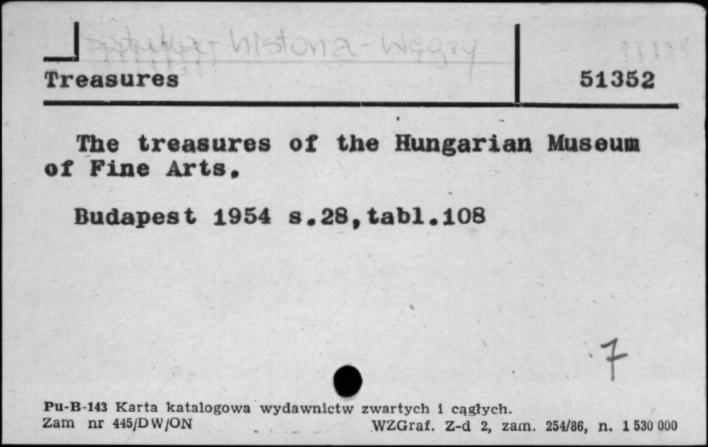 sztuka - historia - Węgry
Treasures 51352
The treasures of the Hungarian Museum
of Fine Arts.
Budapest 1954 s.28,tabl.108
7
Pu-B-143 Karta katalogowa wydawnictw zwartych i cągłych.
Zam nr 445/DW/ON WZGraf. Z-d 2, zam. 254/86, n. 1 530 000